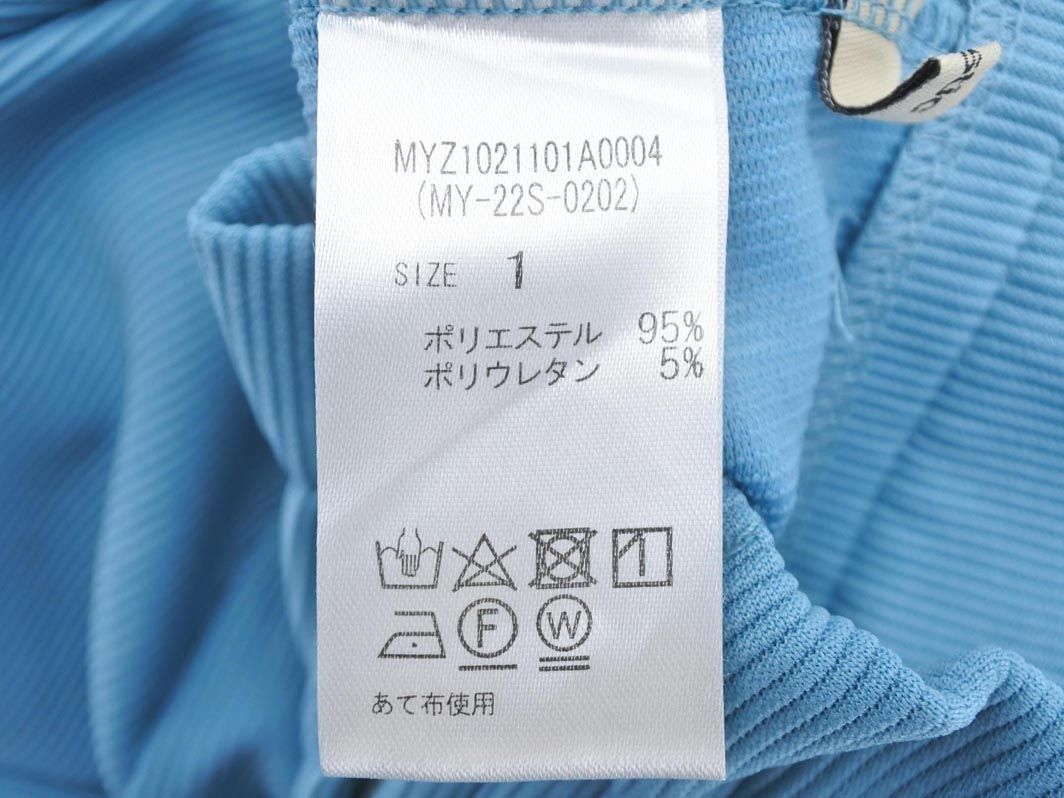 MYZ1021101A0004
(MY-22S-0202)
SIZE 1
ポリエステル 95%
ポリウレタン 5%
F W
あて布使用